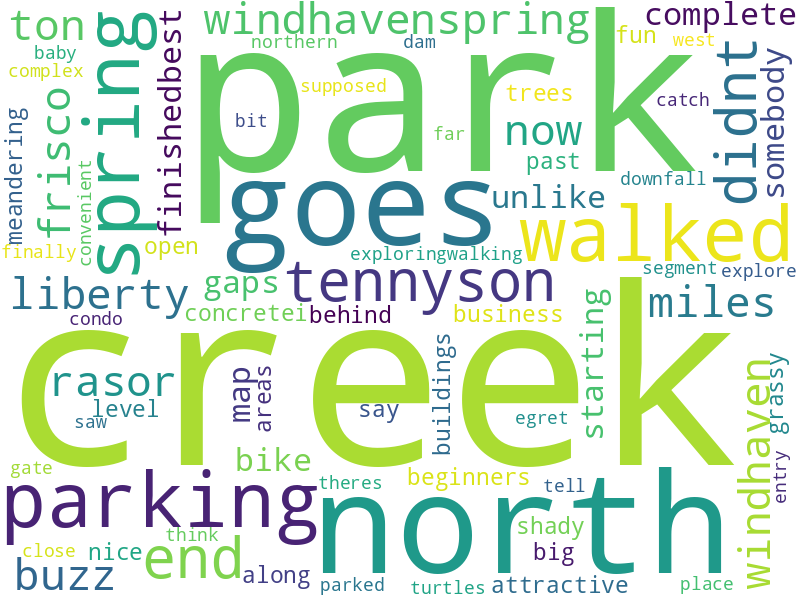 ton
baby
complex
spring
finishedbest
windhavenspring
northern
dam
supposed
park
fun
west
complete
trees
catch
didnt
somebody
meandering
frisco
convenient
bit
far
now
past
downfall
goes
unlike
walked
finally
open
exploringwalking
segment
explore
liberty
gaps
tennyson
miles
condo
concretei
behind
business
creek
rasor
level
saw
map
areas
say
buildings
egret
starting
windhaven
grassy
entry
gate
bike
beginners
tell
theres
parking
north
think
shady
close
nice
end
big
buzz
along
parked
turtles
attractive
place